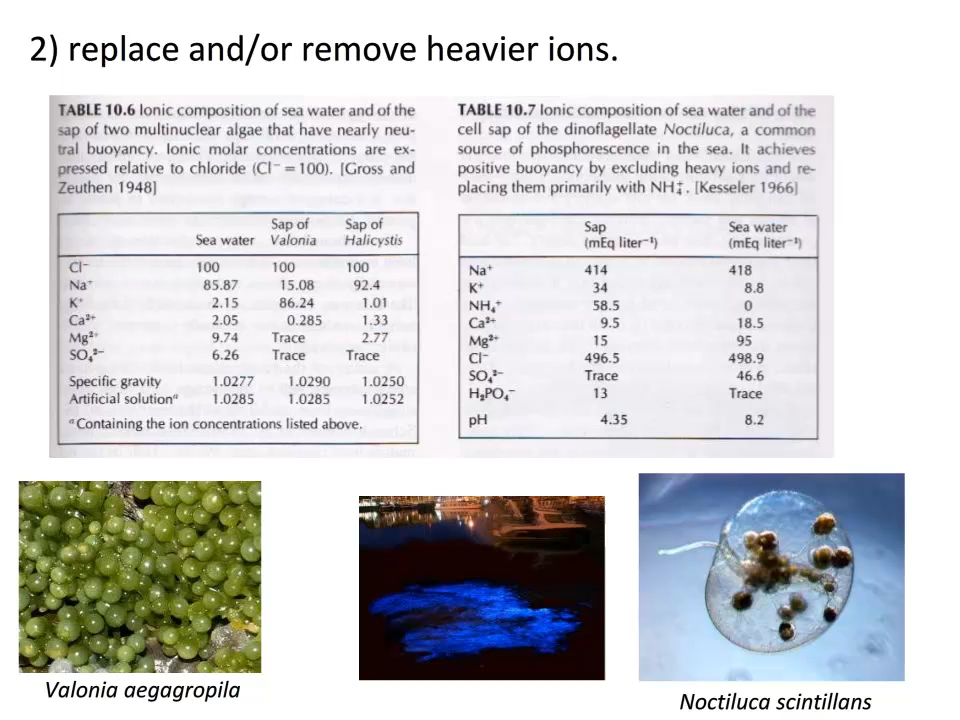 2) replace and/or remove heavier ions.
TABLE 10.6 Ionic composition of sea water and of the
sap of two multinuclear algae that have nearly neu-
tral buoyancy. Ionic molar concentrations are ex-
pressed relative to chloride (Cl⁻ = 100). [Gross and
Zeuthen 1948]
Sap of Sap of
Sea water Valonia Halicystis
Cl⁻ 100 100 100
Na⁺ 85.87 15.08 92.4
K⁺ 2.15 86.24 1.01
Ca²⁺ 2.05 0.285 1.33
Mg²⁺ 9.74 Trace 2.77
SO₄²⁻ 6.26 Trace Trace
Specific gravity 1.0277 1.0290 1.0250
Artificial solutionᵃ 1.0285 1.0285 1.0252
ᵃ Containing the ion concentrations listed above.
TABLE 10.7 Ionic composition of sea water and of the
cell sap of the dinoflagellate Noctiluca, a common
source of phosphorescence in the sea. It achieves
positive buoyancy by excluding heavy ions and re-
placing them primarily with NH₄⁺. [Kesseler 1966]
Sap Sea water
(mEq liter⁻¹) (mEq liter⁻¹)
Na⁺ 414 418
K⁺ 34 8.8
NH₄⁺ 58.5 0
Ca²⁺ 9.5 18.5
Mg²⁺ 15 95
Cl⁻ 496.5 498.9
SO₄²⁻ Trace 46.6
H₂PO₄⁻ 13 Trace
pH 4.35 8.2
Valonia aegagropila
Noctiluca scintillans